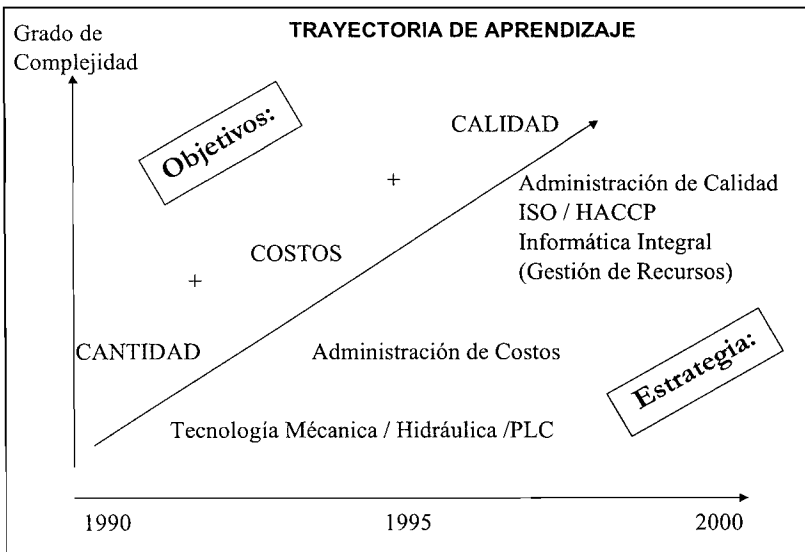 TRAYECTORIA DE APRENDIZAJE
Grado de
Complejidad
Objetivos:
CALIDAD
+
Administración de Calidad
ISO / HACCP
Informática Integral
(Gestión de Recursos)
COSTOS
+
CANTIDAD
Administración de Costos
Estrategia:
Tecnología Mécanica / Hidráulica /PLC
1990 1995 2000